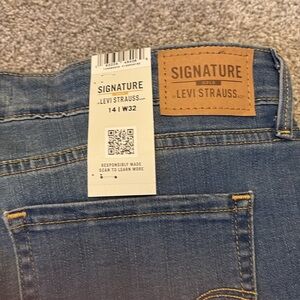 SIGNATURE
LEVI STRAUSS
14 | W32
RESPONSIBLY MADE
SCAN TO LEARN MORE
SIGNATURE
LEVI STRAUSS